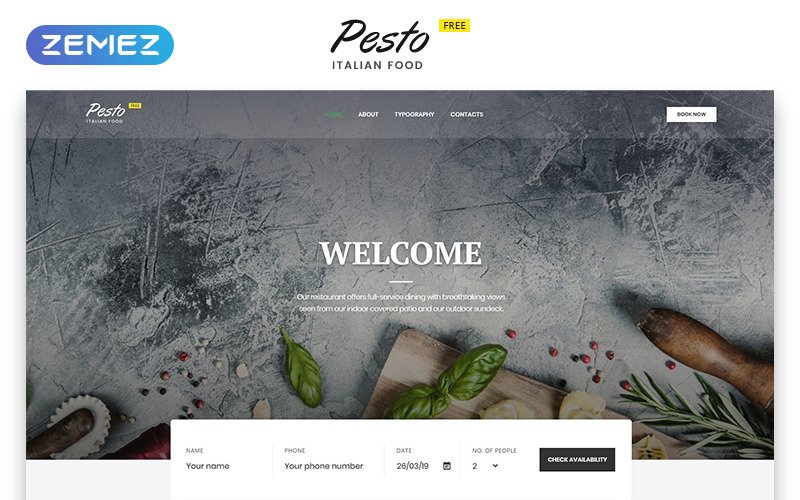 ZEMEZ
Pesto FREE
ITALIAN FOOD
Pesto FREE
ITALIAN FOOD
HOME ABOUT TYPOGRAPHY CONTACTS
BOOK NOW
WELCOME
Our restaurant offers full-service dining with breathtaking views
seen from our indoor covered patio and our outdoor sundeck.
NAME PHONE DATE NO. OF PEOPLE
Your name Your phone number 26/03/19 2 CHECK AVAILABILITY